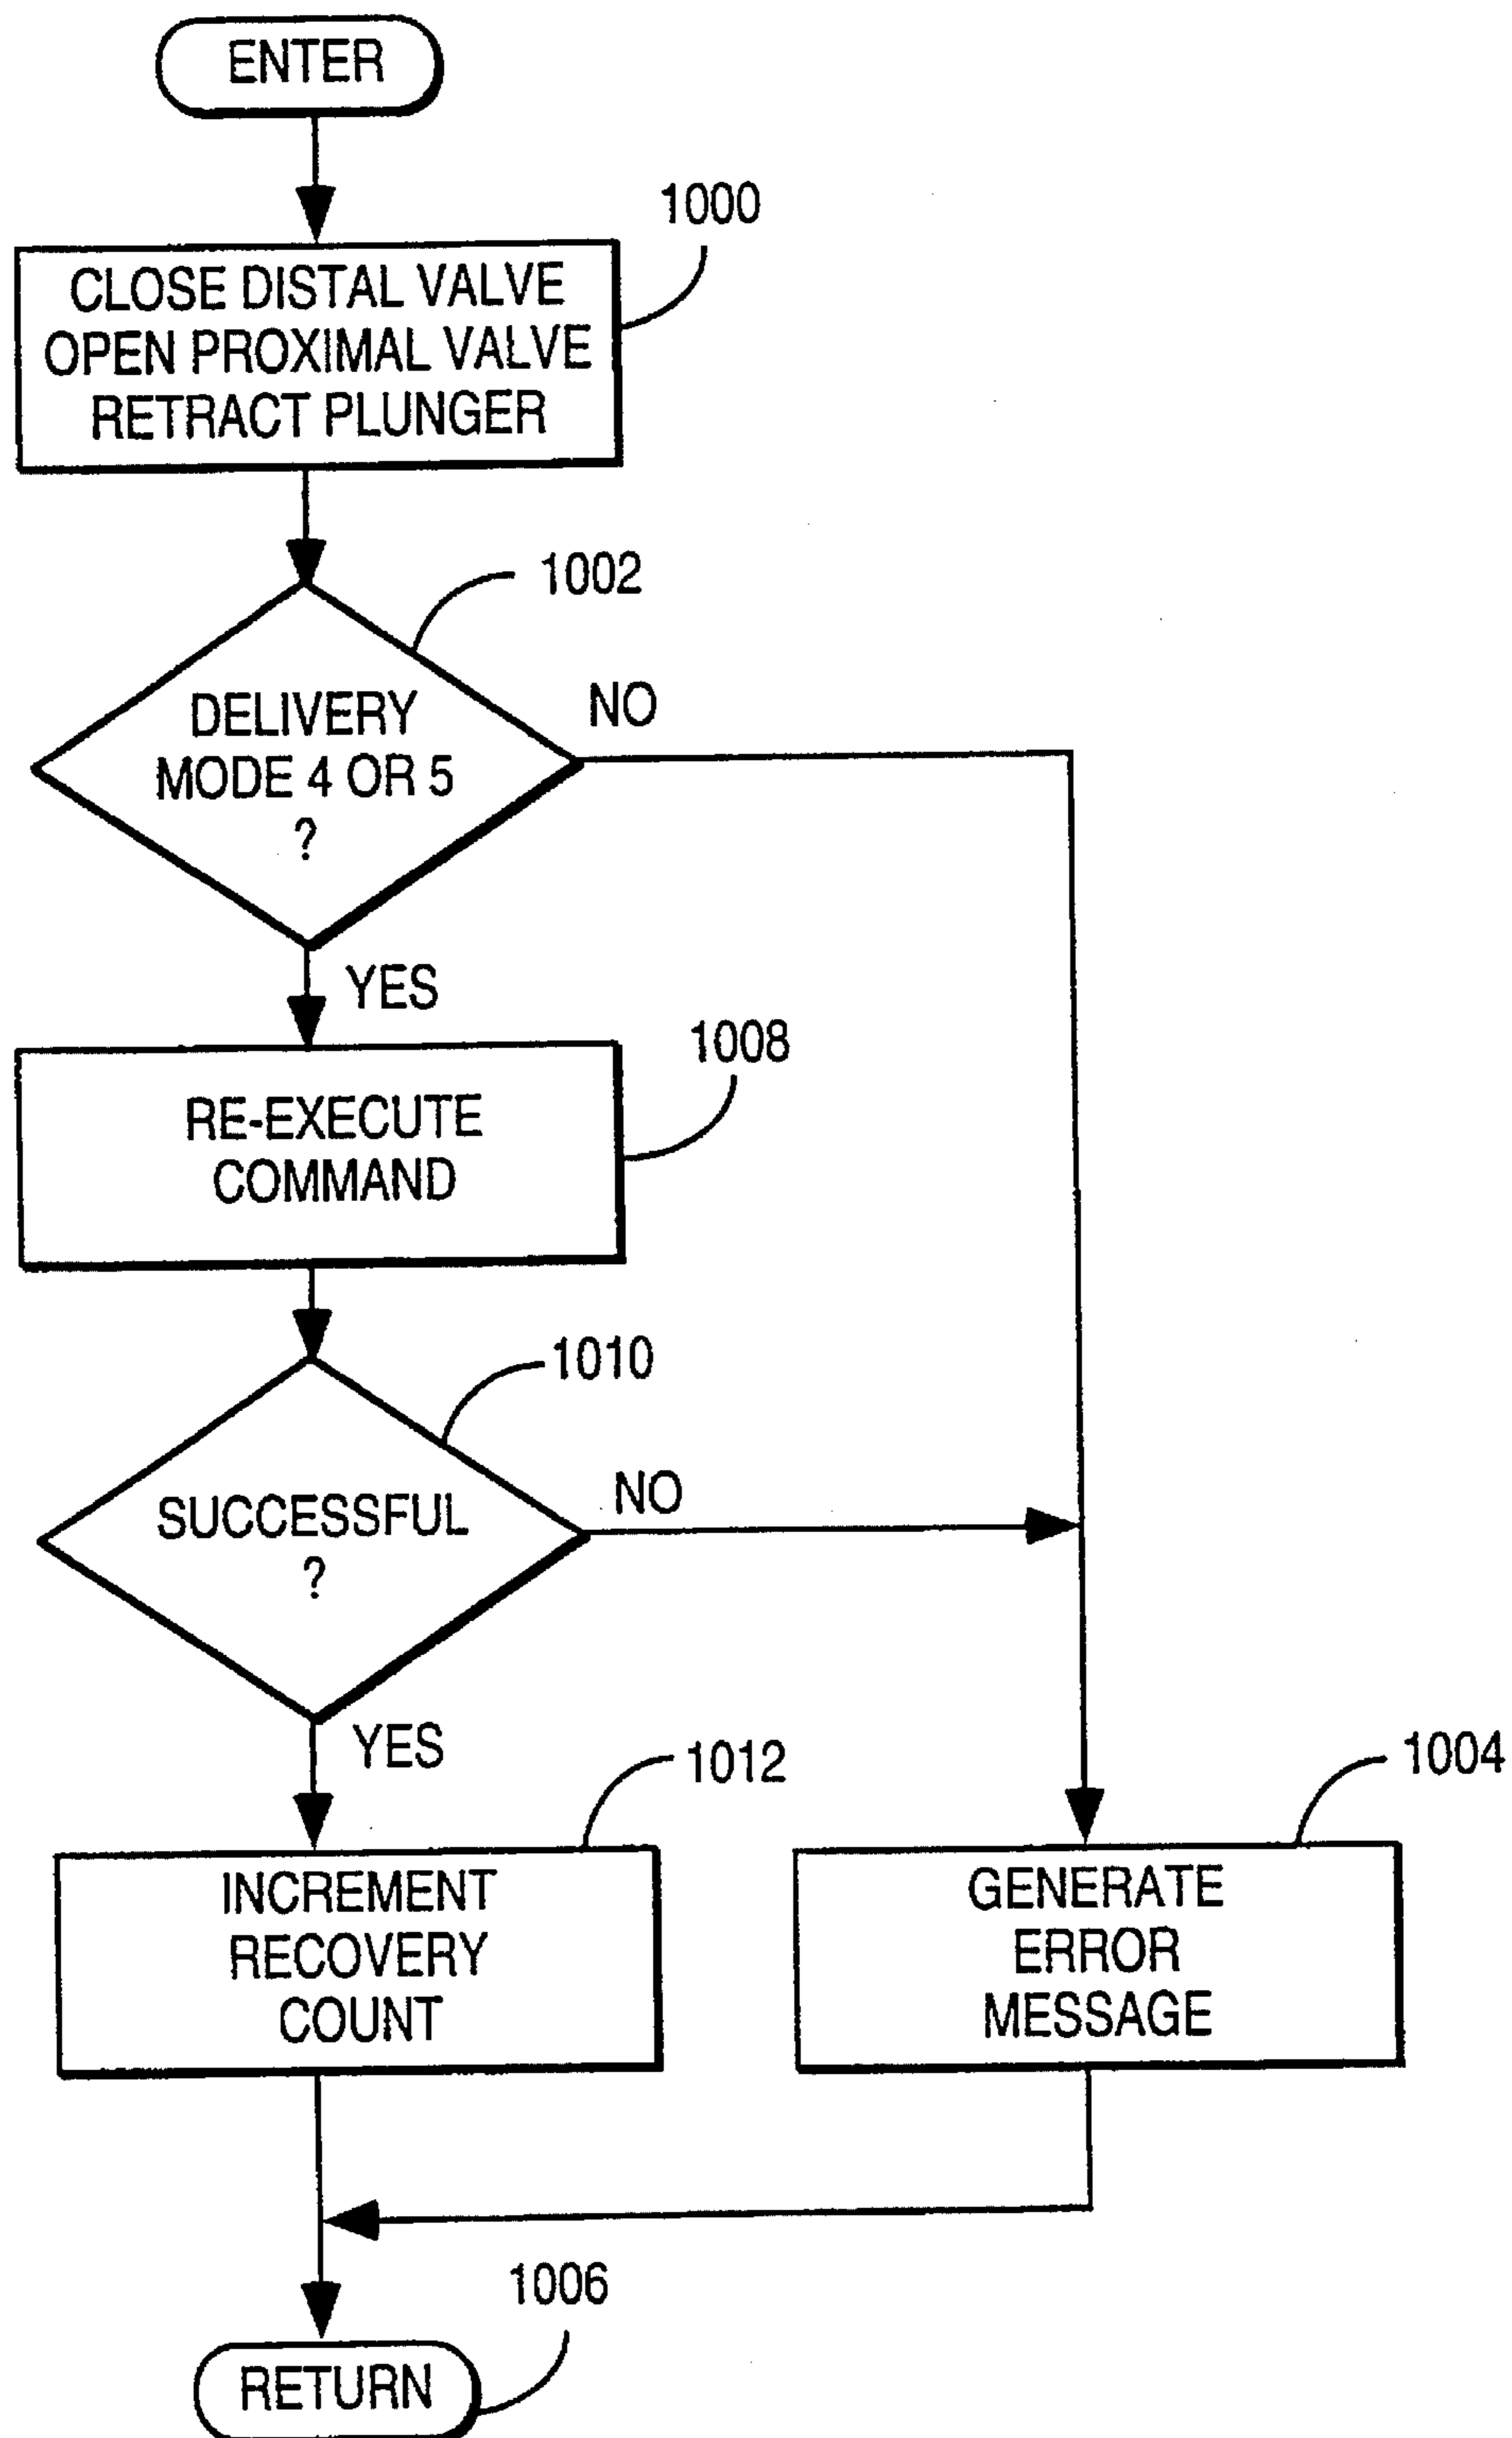 ENTER
1000
CLOSE DISTAL VALVE
OPEN PROXIMAL VALVE
RETRACT PLUNGER
1002
DELIVERY
MODE 4 OR 5
?
NO
YES
1008
RE-EXECUTE
COMMAND
1010
SUCCESSFUL
?
NO
YES
1012
INCREMENT
RECOVERY
COUNT
1004
GENERATE
ERROR
MESSAGE
1006
RETURN